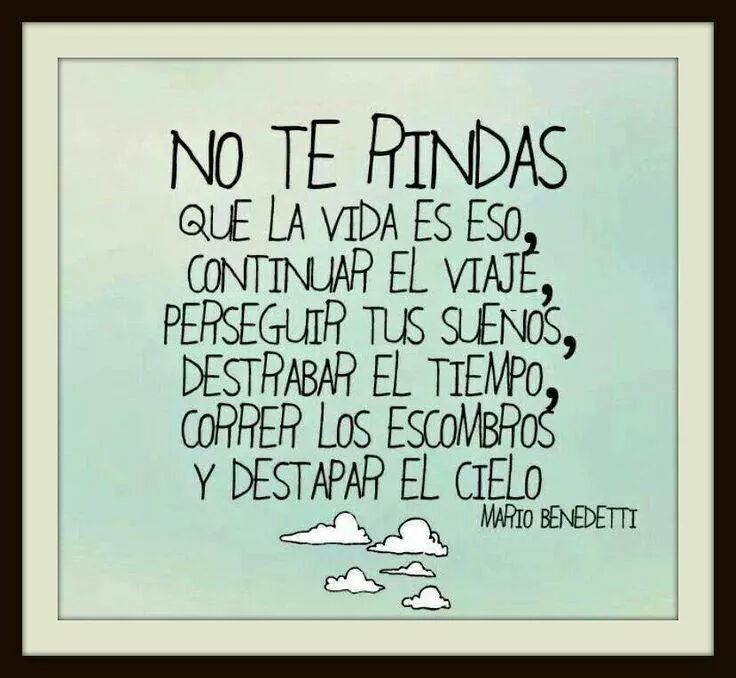 NO TE RINDAS
QUE LA VIDA ES ESO,
CONTINUAR EL VIAJE,
PERSEGUIR TUS SUEÑOS,
DESTRABAR EL TIEMPO,
CORRER LOS ESCOMBROS
Y DESTAPAR EL CIELO
MARIO BENEDETTI